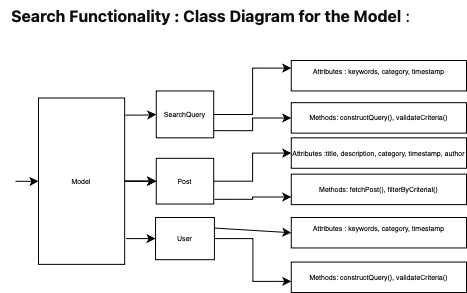 Search Functionality : Class Diagram for the Model :
Attributes : keywords, category, timestamp
SearchQuery
Methods: constructQuery(), validateCriteria()
Attributes :title, description, category, timestamp, author
Model
Post
Methods: fetchPost(), filterByCriterial()
Attributes : keywords, category, timestamp
User
Methods: constructQuery(), validateCriteria()